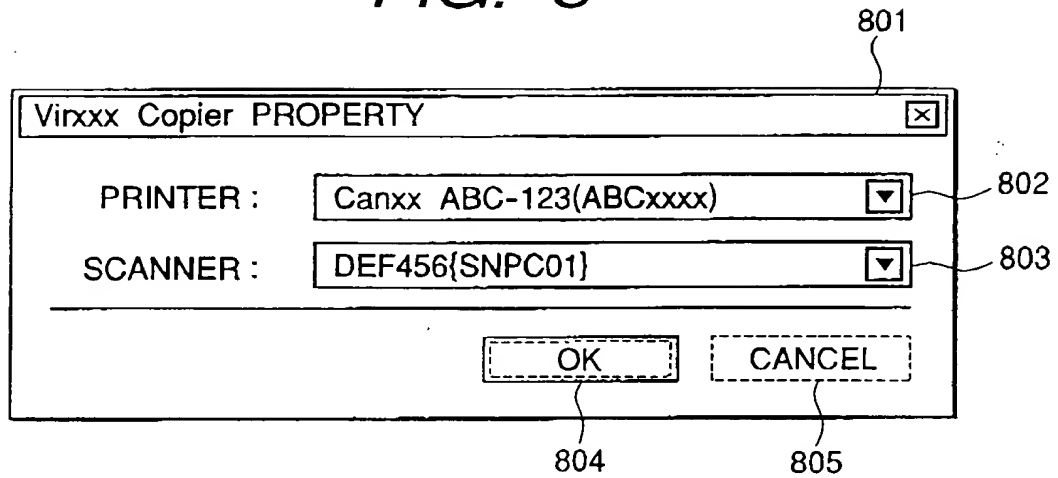 801
Virxxx Copier PROPERTY
PRINTER : Canxx ABC-123(ABCxxxx) 802
SCANNER : DEF456{SNPC01} 803
OK CANCEL
804 805